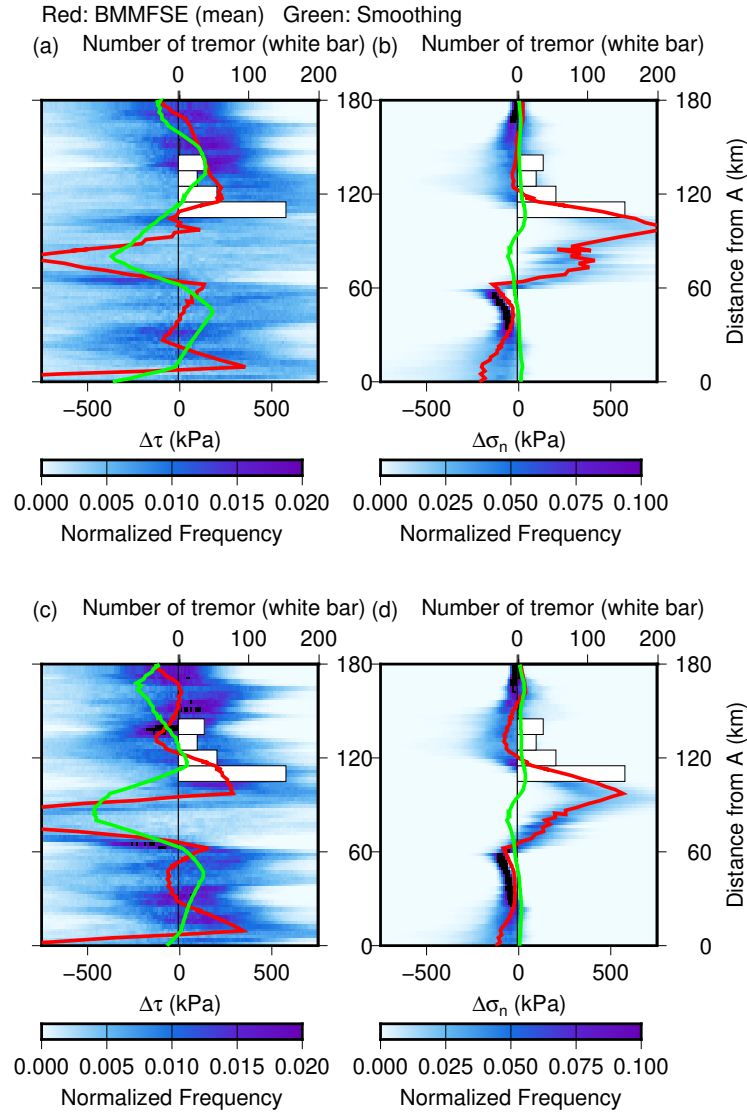 Red: BMMFSE (mean) Green: Smoothing
(a) Number of tremor (white bar) (b) Number of tremor (white bar)
0 100 200 0 100 200
180 180
120 120
60 60
0 0
Distance from A (km)
−500 0 500 −500 0 500
Δτ (kPa) Δσn (kPa)
0.000 0.005 0.010 0.015 0.020 0.000 0.025 0.050 0.075 0.100
Normalized Frequency Normalized Frequency
(c) Number of tremor (white bar) (d) Number of tremor (white bar)
0 100 200 0 100 200
180 180
120 120
60 60
0 0
Distance from A (km)
−500 0 500 −500 0 500
Δτ (kPa) Δσn (kPa)
0.000 0.005 0.010 0.015 0.020 0.000 0.025 0.050 0.075 0.100
Normalized Frequency Normalized Frequency